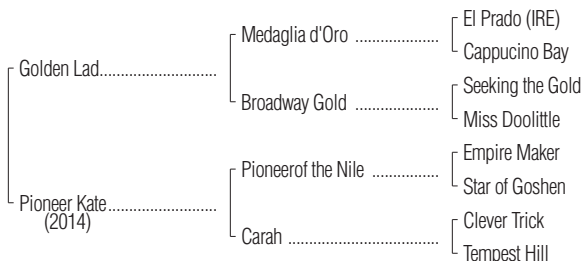 El Prado (IRE)
Medaglia d'Oro ....................
Cappucino Bay
Golden Lad............................
Seeking the Gold
Broadway Gold ....................
Miss Doolittle
Empire Maker
Pioneerof the Nile ................
Star of Goshen
Pioneer Kate..........................
(2014)
Clever Trick
Carah .....................................
Tempest Hill